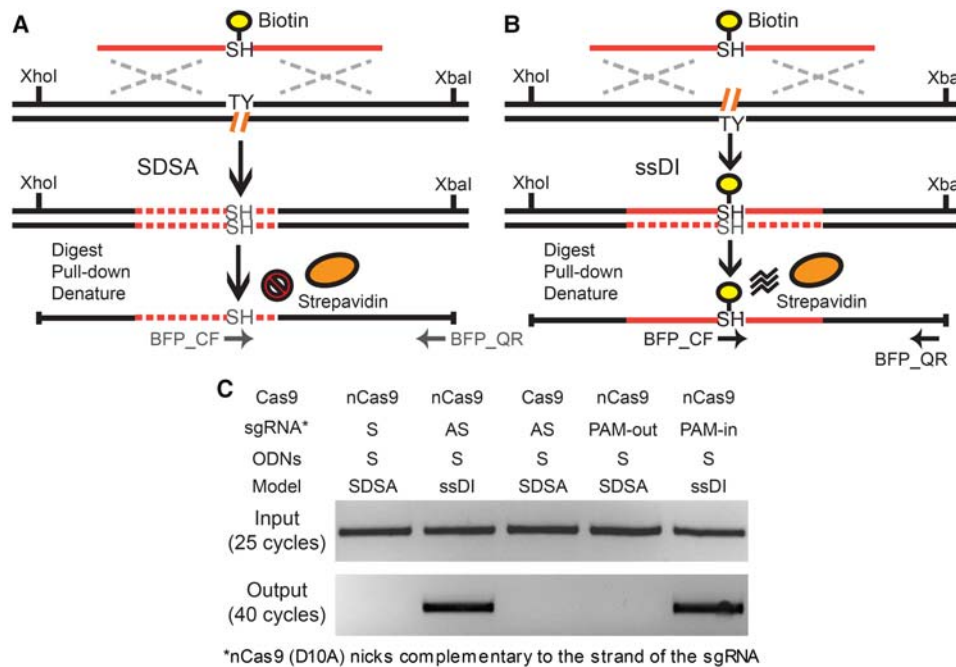 A
Biotin
SH
XhoI
XbaI
TY
SDSA
XhoI
XbaI
SH
SH
Digest
Pull-down
Denature
Strepavidin
SH
BFP_CF
BFP_QR
B
Biotin
SH
XhoI
Xba
TY
ssDI
XhoI
Xba
SH
SH
Digest
Pull-down
Denature
Strepavidin
SH
BFP_CF
BFP_QR
C
Cas9 nCas9 nCas9 Cas9 nCas9 nCas9
sgRNA* S AS AS PAM-out PAM-in
ODNs S S S S S
Model SDSA ssDI SDSA SDSA ssDI
Input
(25 cycles)
Output
(40 cycles)
*nCas9 (D10A) nicks complementary to the strand of the sgRNA